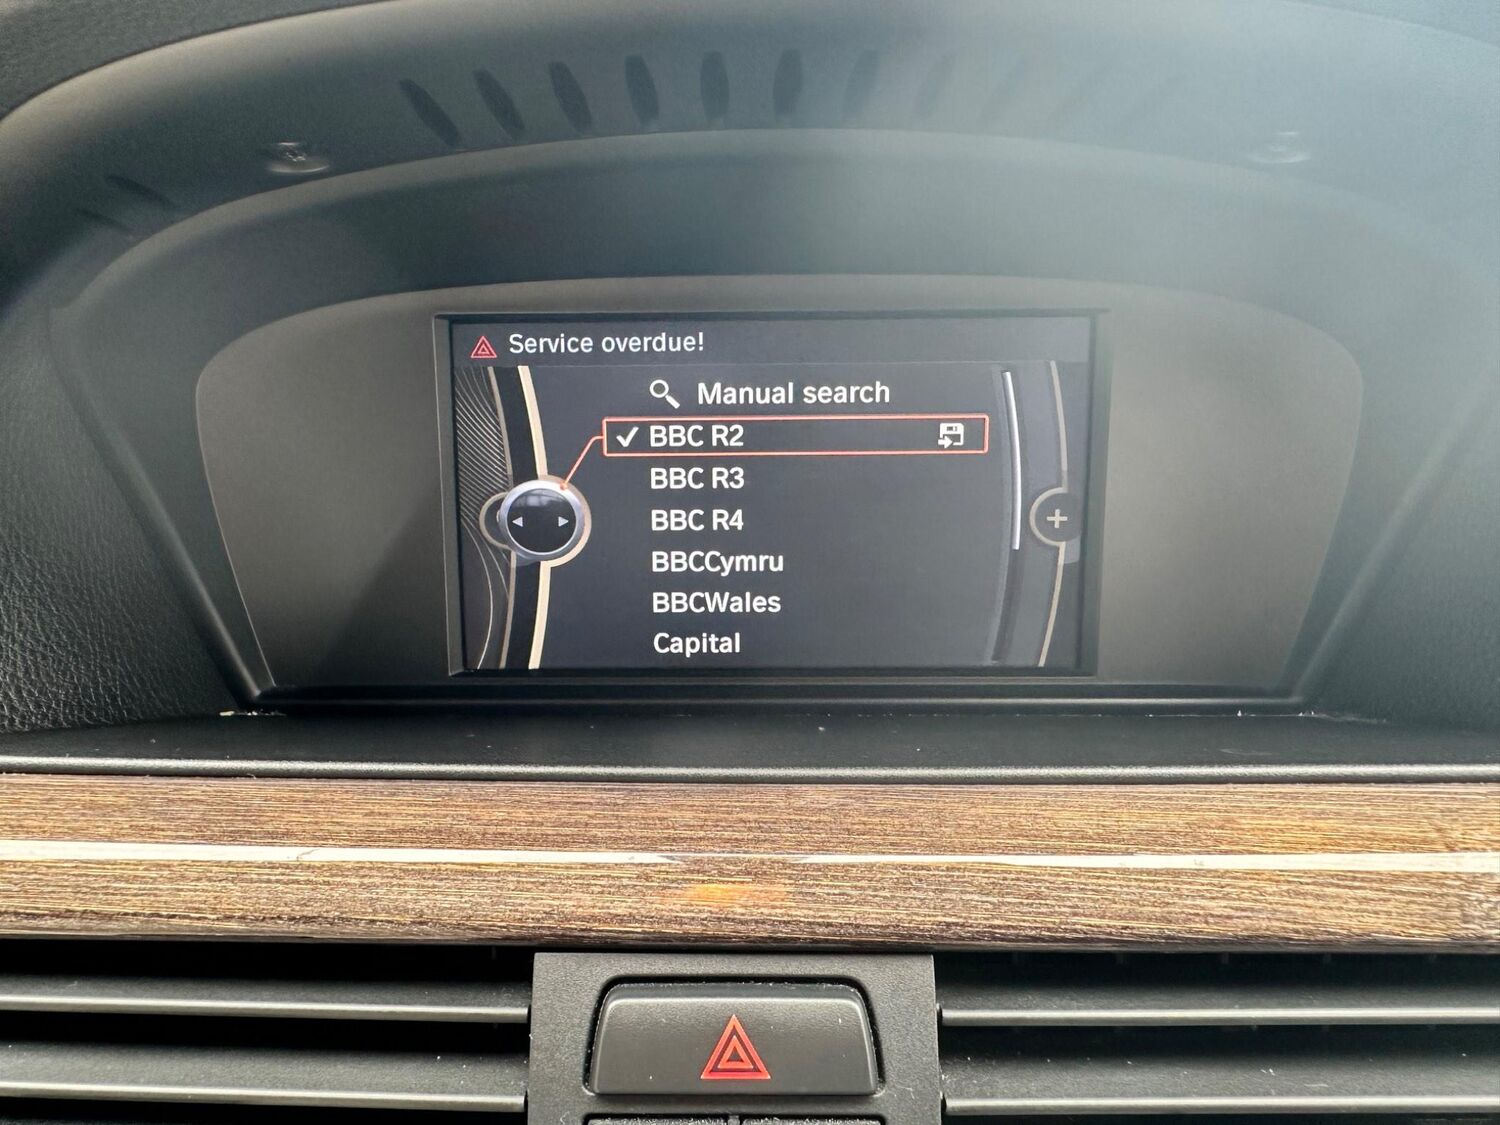 Service overdue!
Manual search
BBC R2
BBC R3
BBC R4
BBCCymru
BBCWales
Capital